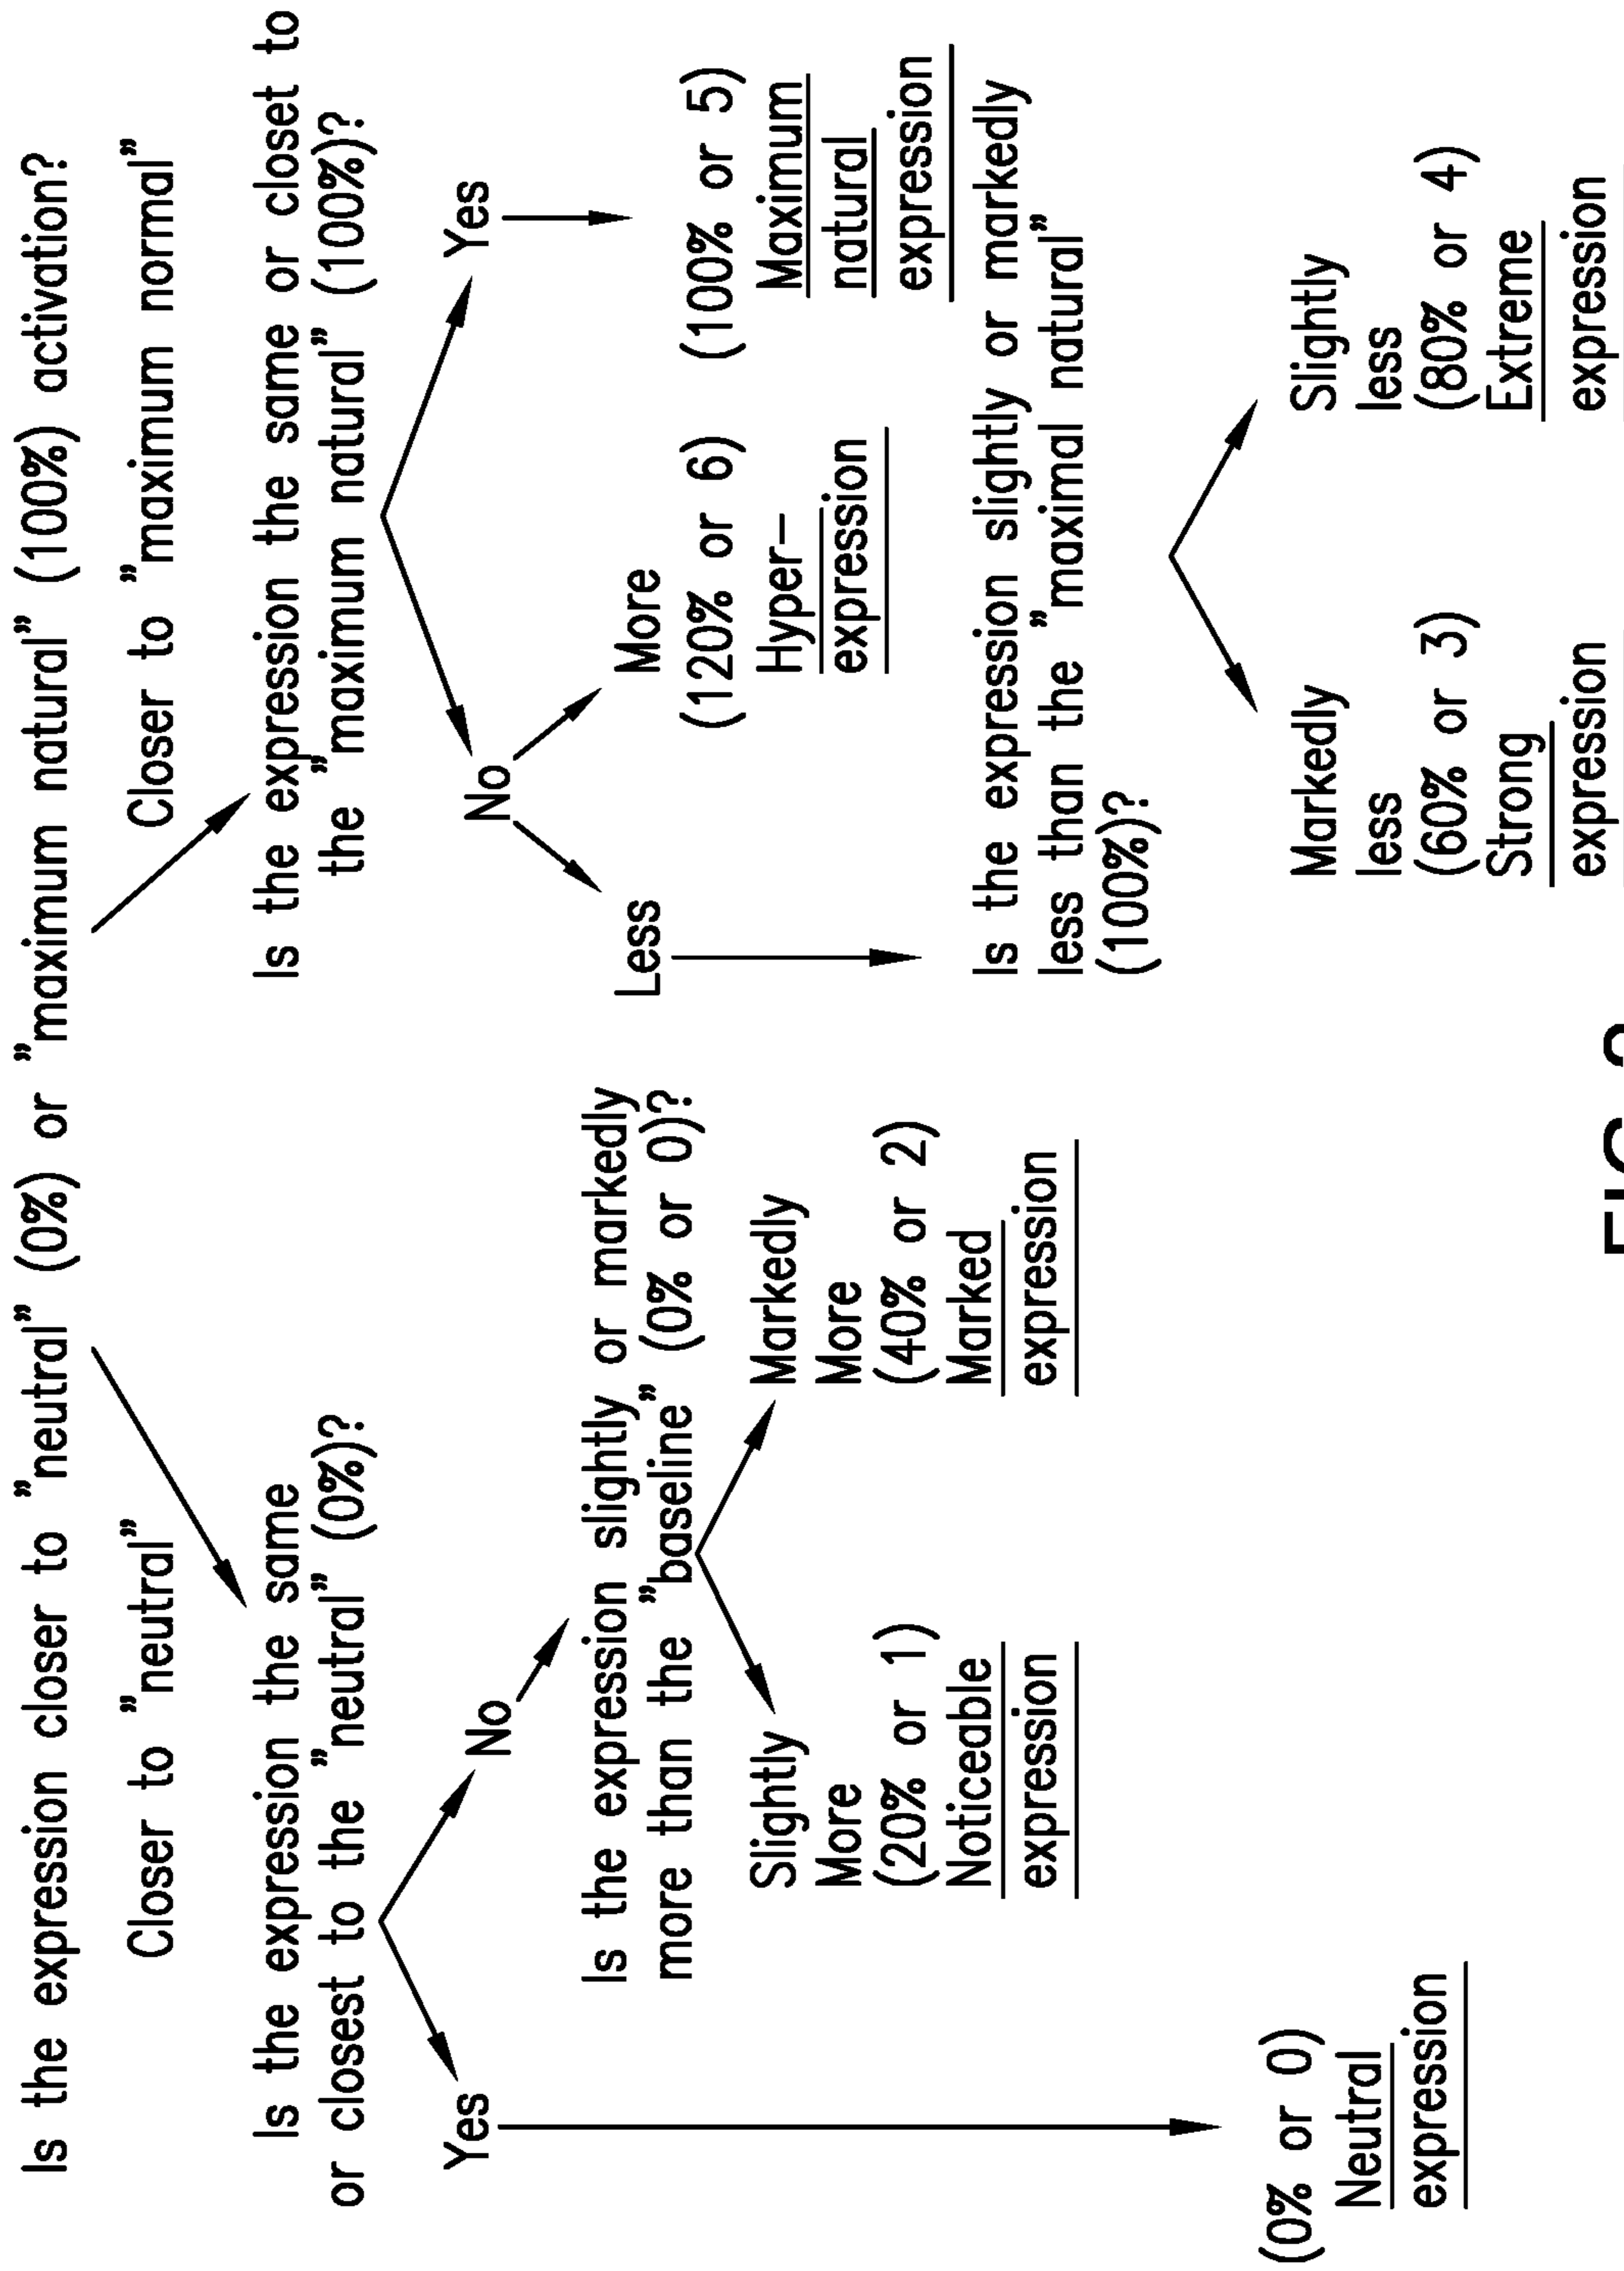 Is the expression closer to "neutral" (0%) or "maximum natural" (100%) activation?
Closer to "neutral"
Closer to "maximum normal"
Is the expression the same
or closest to the "neutral" (0%)?
Is the expression the same or closet to
the "maximum natural" (100%)?
Yes
No
No
Yes
Is the expression slightly or markedly
more than the "baseline" (0% or 0)?
Less
More
(120% or 6)
Hyper-
expression
(100% or 5)
Maximum
natural
expression
Slightly
More
(20% or 1)
Noticeable
expression
Markedly
More
(40% or 2)
Marked
expression
Is the expression slightly or markedly
less than the "maximal natural"
(100%)?
(0% or 0)
Neutral
expression
Markedly
less
(60% or 3)
Strong
expression
Slightly
less
(80% or 4)
Extreme
expression